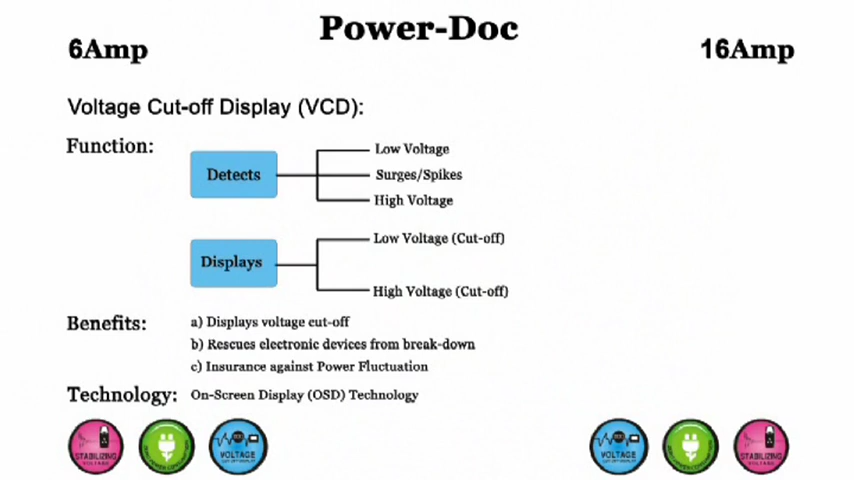 Power-Doc
6Amp
16Amp
Voltage Cut-off Display (VCD):
Function:
Detects
Low Voltage
Surges/Spikes
High Voltage
Displays
Low Voltage (Cut-off)
High Voltage (Cut-off)
Benefits:
a) Displays voltage cut-off
b) Rescues electronic devices from break-down
c) Insurance against Power Fluctuation
Technology:
On-Screen Display (OSD) Technology
STABILIZING
VOLTAGE
VOLTAGE
VOLTAGE
STABILIZING
VOLTAGE